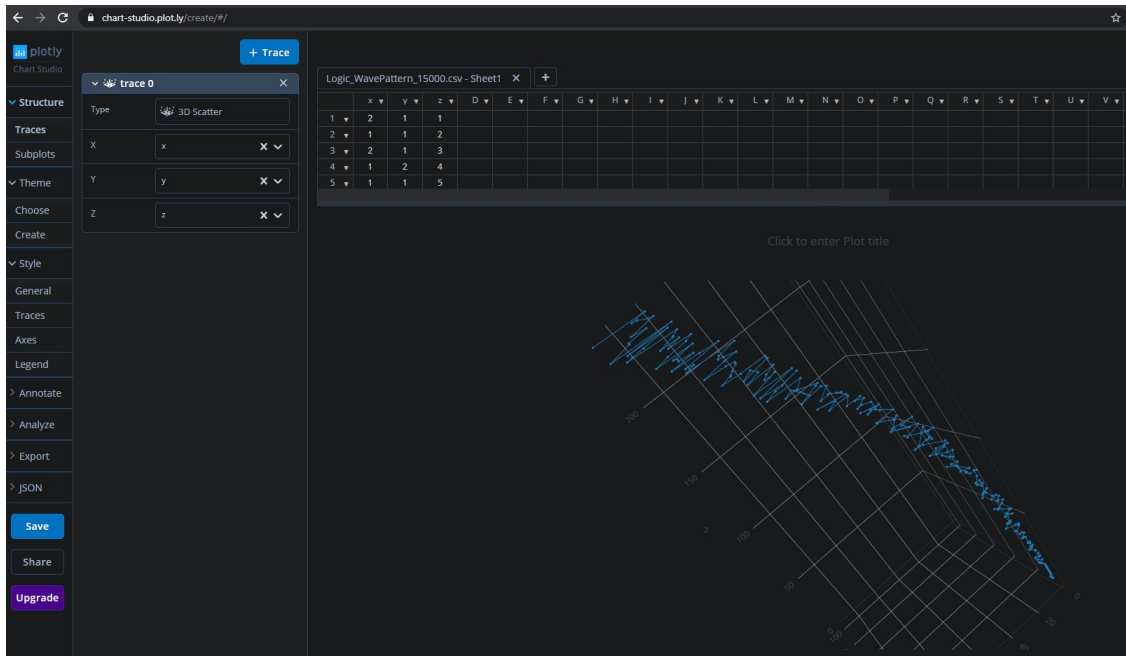 chart-studio.plot.ly/create/#/
plotly
Chart Studio
Structure
Traces
Subplots
Theme
Choose
Create
Style
General
Traces
Axes
Legend
Annotate
Analyze
Export
JSON
Save
Share
Upgrade
+ Trace
trace 0
Type 3D Scatter
X x
Y y
Z z
Logic_WavePattern_15000.csv - Sheet1
x y z D E F G H I J K L M N O P Q R S T U V
1 2 1 1
2 1 1 2
3 2 1 3
4 1 2 4
5 1 1 5
Click to enter Plot title
200
150
z
100
50
0
100
0
20